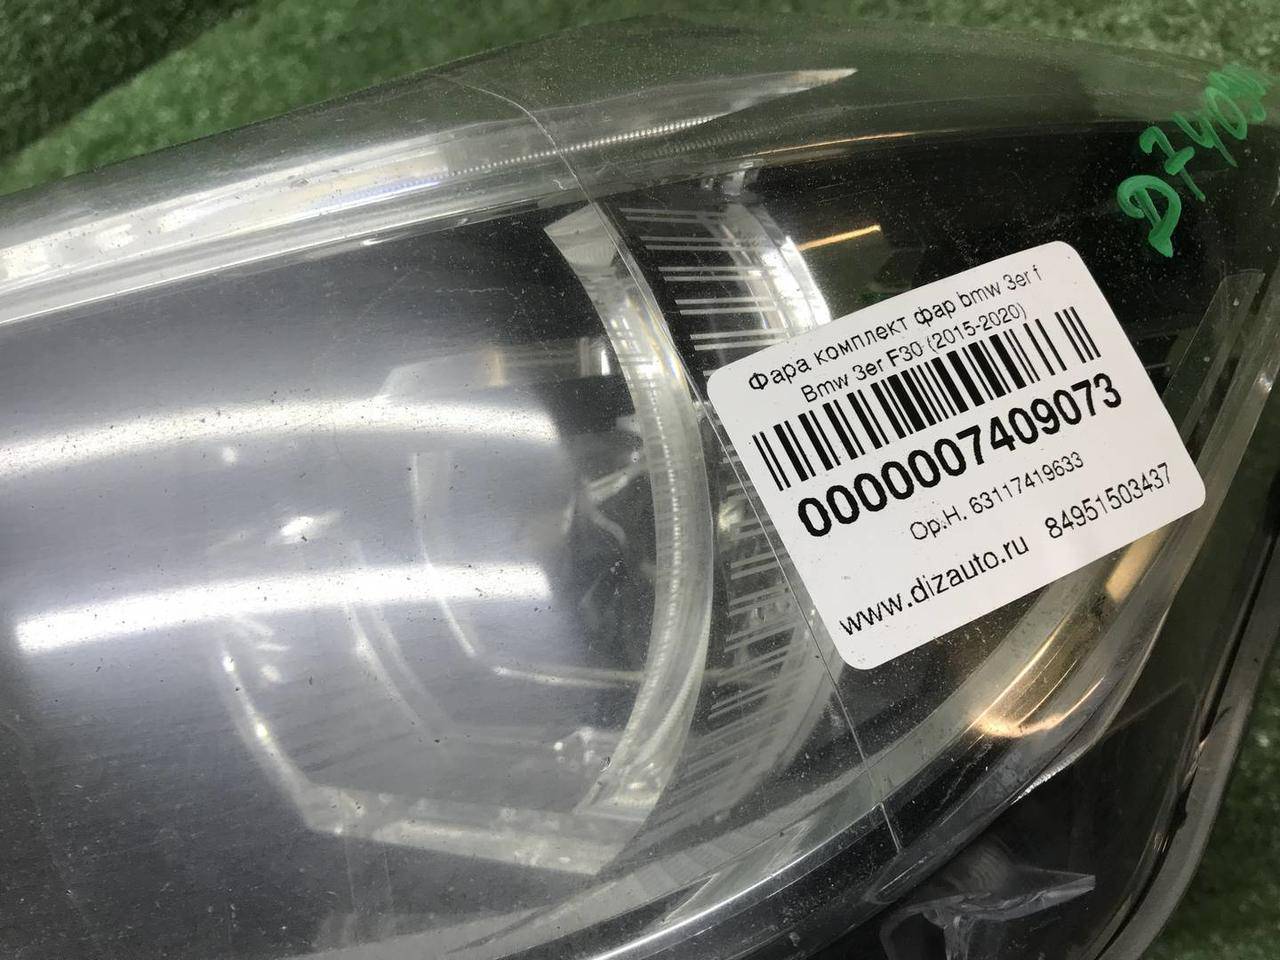 Фара комплект фар bmw 3er f
Bmw 3er F30 (2015-2020)
0000007409073
Ор.Н. 63117419633
www.dizauto.ru 84951503437